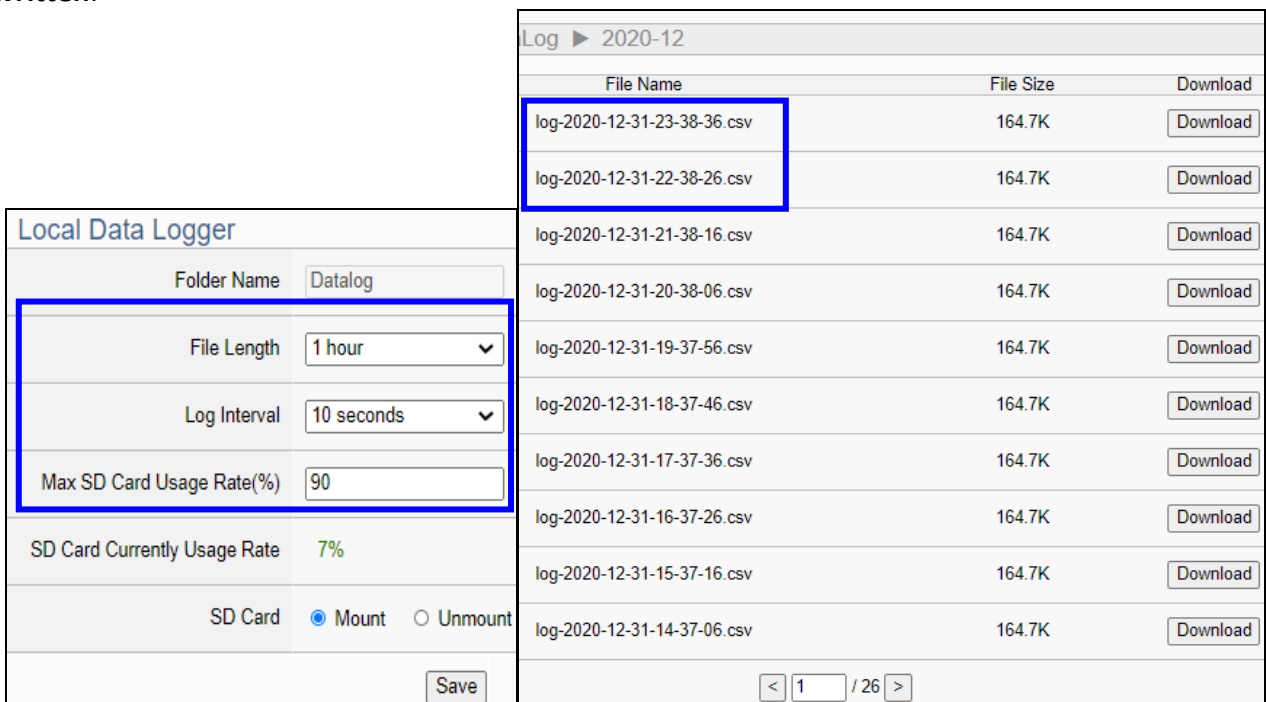 Local Data Logger
Folder Name Datalog
File Length 1 hour
Log Interval 10 seconds
Max SD Card Usage Rate(%) 90
SD Card Currently Usage Rate 7%
SD Card Mount Unmount
Save
Log ▶ 2020-12
File Name File Size Download
log-2020-12-31-23-38-36.csv 164.7K Download
log-2020-12-31-22-38-26.csv 164.7K Download
log-2020-12-31-21-38-16.csv 164.7K Download
log-2020-12-31-20-38-06.csv 164.7K Download
log-2020-12-31-19-37-56.csv 164.7K Download
log-2020-12-31-18-37-46.csv 164.7K Download
log-2020-12-31-17-37-36.csv 164.7K Download
log-2020-12-31-16-37-26.csv 164.7K Download
log-2020-12-31-15-37-16.csv 164.7K Download
log-2020-12-31-14-37-06.csv 164.7K Download
< 1 / 26 >